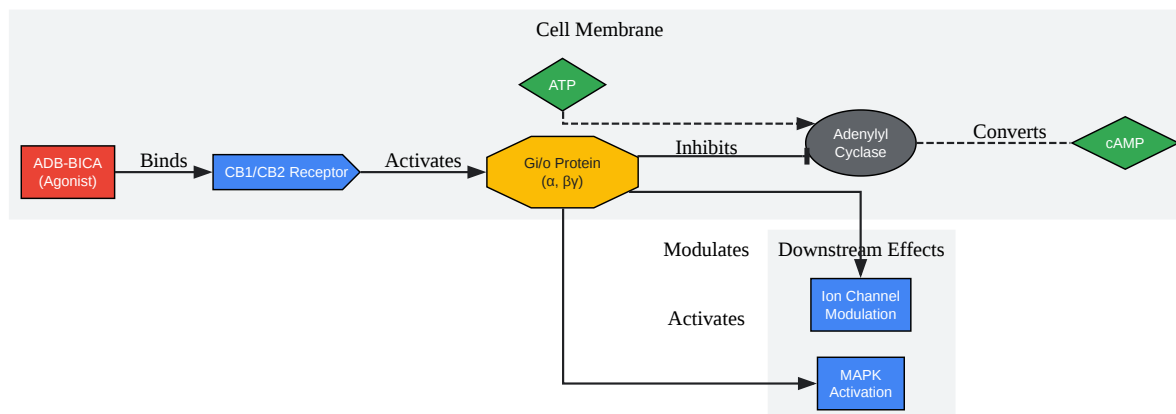 Cell Membrane
ATP
Adenylyl
Cyclase
Converts
cAMP
ADB-BICA
(Agonist)
Binds
CB1/CB2 Receptor
Activates
Gi/o Protein
(α, βγ)
Inhibits
Modulates
Downstream Effects
Ion Channel
Modulation
Activates
MAPK
Activation